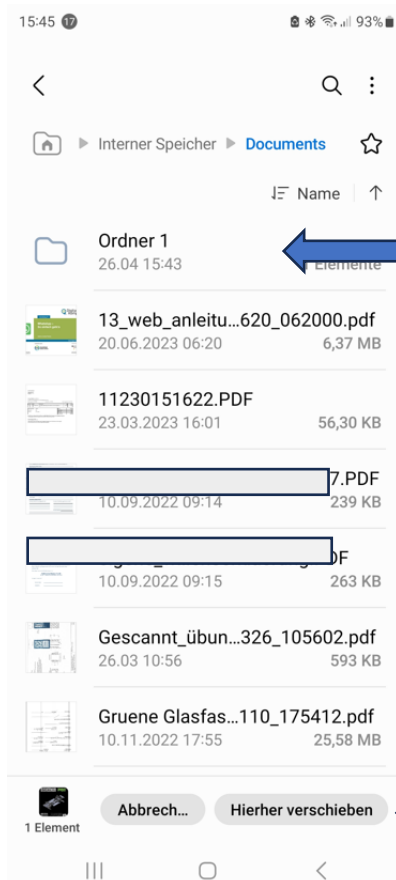 15:45 17 93%
Interner Speicher Documents
Name
Ordner 1
26.04 15:43 Elemente
13_web_anleitu...620_062000.pdf
20.06.2023 06:20 6,37 MB
11230151622.PDF
23.03.2023 16:01 56,30 KB
7.PDF
10.09.2022 09:14 239 KB
DF
10.09.2022 09:15 263 KB
Gescannt_übun...326_105602.pdf
26.03 10:56 593 KB
Gruene Glasfas...110_175412.pdf
10.11.2022 17:55 25,58 MB
Abbrech... Hierher verschieben
1 Element